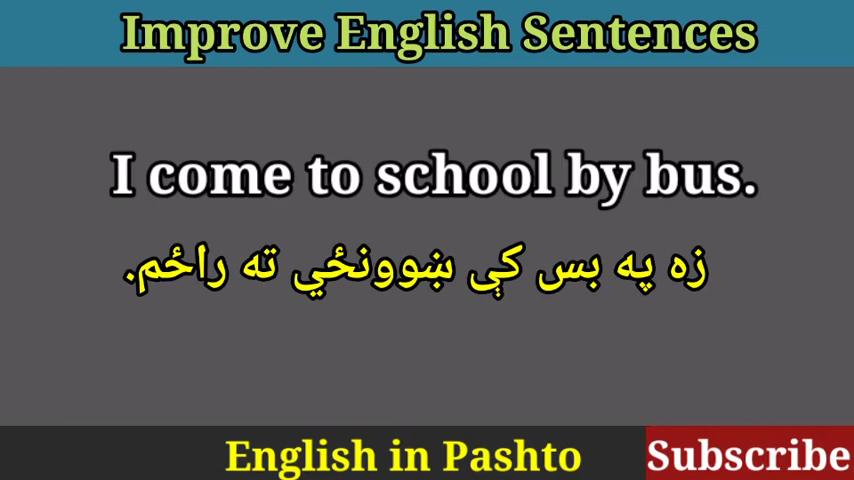 Improve English Sentences
I come to school by bus.
زه په بس کې ښوونځي ته راځم.
English in Pashto
Subscribe